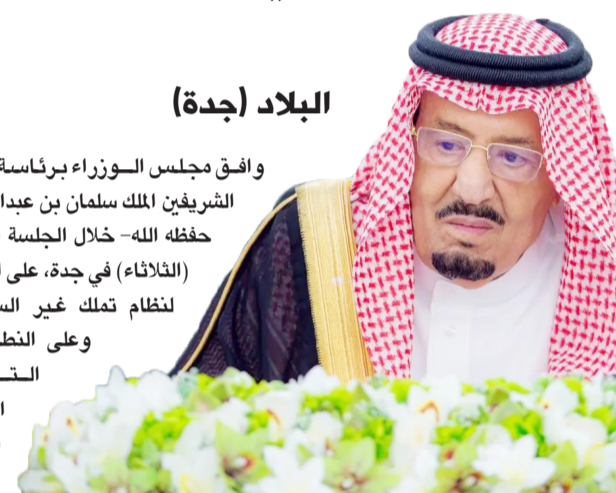 البلاد (جدة)
وافق مجلس الوزراء برئاسة
الشريفين الملك سلمان بن
حفظه الله- خلال الجلسة
(الثلاثاء) في جدة، على
لنظام تملك غير
وعلى